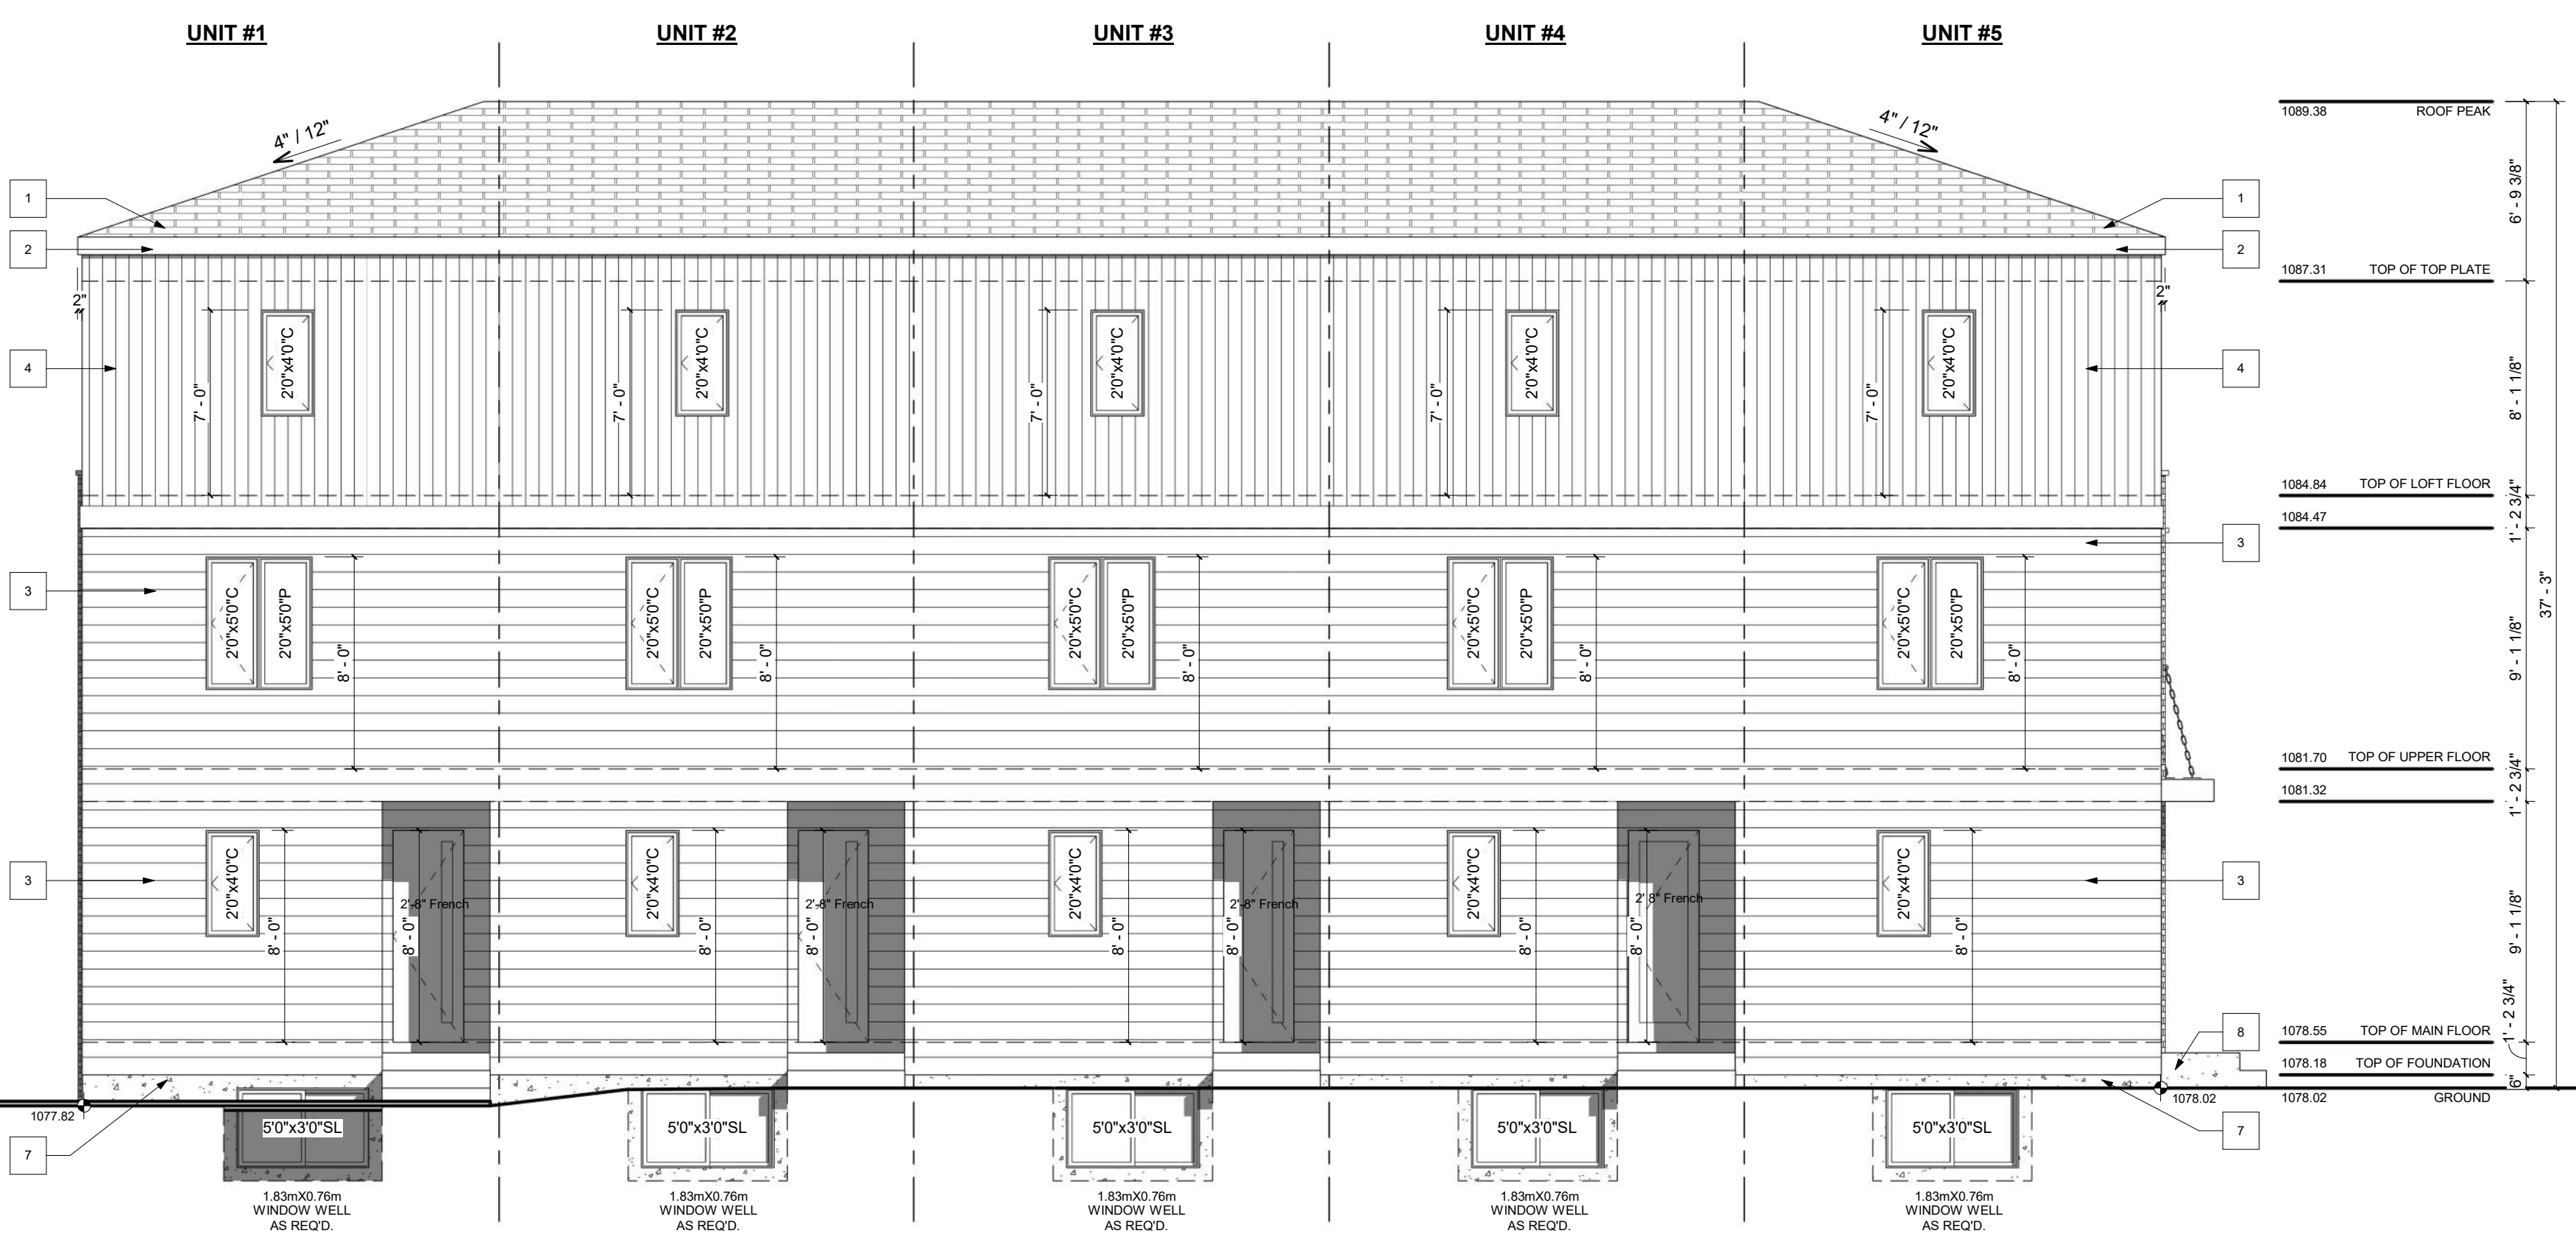 UNIT #1 UNIT #2 UNIT #3 UNIT #4 UNIT #5
4" / 12" 4" / 12"
1089.38 ROOF PEAK
6' - 9 3/8"
1 1
2 2
1087.31 TOP OF TOP PLATE
2" 2"
2'0"x4'0"C 2'0"x4'0"C 2'0"x4'0"C 2'0"x4'0"C 2'0"x4'0"C
4 4
7' - 0" 7' - 0" 7' - 0" 7' - 0" 7' - 0"
8' - 1 1/8"
1084.84 TOP OF LOFT FLOOR
1' - 2 3/4"
1084.47
3
3
2'0"x5'0"C 2'0"x5'0"P 2'0"x5'0"C 2'0"x5'0"P 2'0"x5'0"C 2'0"x5'0"P 2'0"x5'0"C 2'0"x5'0"P 2'0"x5'0"C 2'0"x5'0"P
8' - 0" 8' - 0" 8' - 0" 8' - 0" 8' - 0"
9' - 1 1/8"
37' - 3"
1081.70 TOP OF UPPER FLOOR
1' - 2 3/4"
1081.32
3 3
2'0"x4'0"C 2'0"x4'0"C 2'0"x4'0"C 2'0"x4'0"C 2'0"x4'0"C
2'-8" French 2'-8" French 2'-8" French 2' 8" French
8' - 0" 8' - 0" 8' - 0" 8' - 0" 8' - 0" 8' - 0" 8' - 0" 8' - 0" 8' - 0"
9' - 1 1/8"
1' - 2 3/4"
8
1078.55 TOP OF MAIN FLOOR
1078.18 TOP OF FOUNDATION
6"
1078.02 1078.02 GROUND
1077.82
5'0"x3'0"SL 5'0"x3'0"SL 5'0"x3'0"SL 5'0"x3'0"SL 5'0"x3'0"SL
7 7
1.83mX0.76m 1.83mX0.76m 1.83mX0.76m 1.83mX0.76m 1.83mX0.76m
WINDOW WELL WINDOW WELL WINDOW WELL WINDOW WELL WINDOW WELL
AS REQ'D. AS REQ'D. AS REQ'D. AS REQ'D. AS REQ'D.